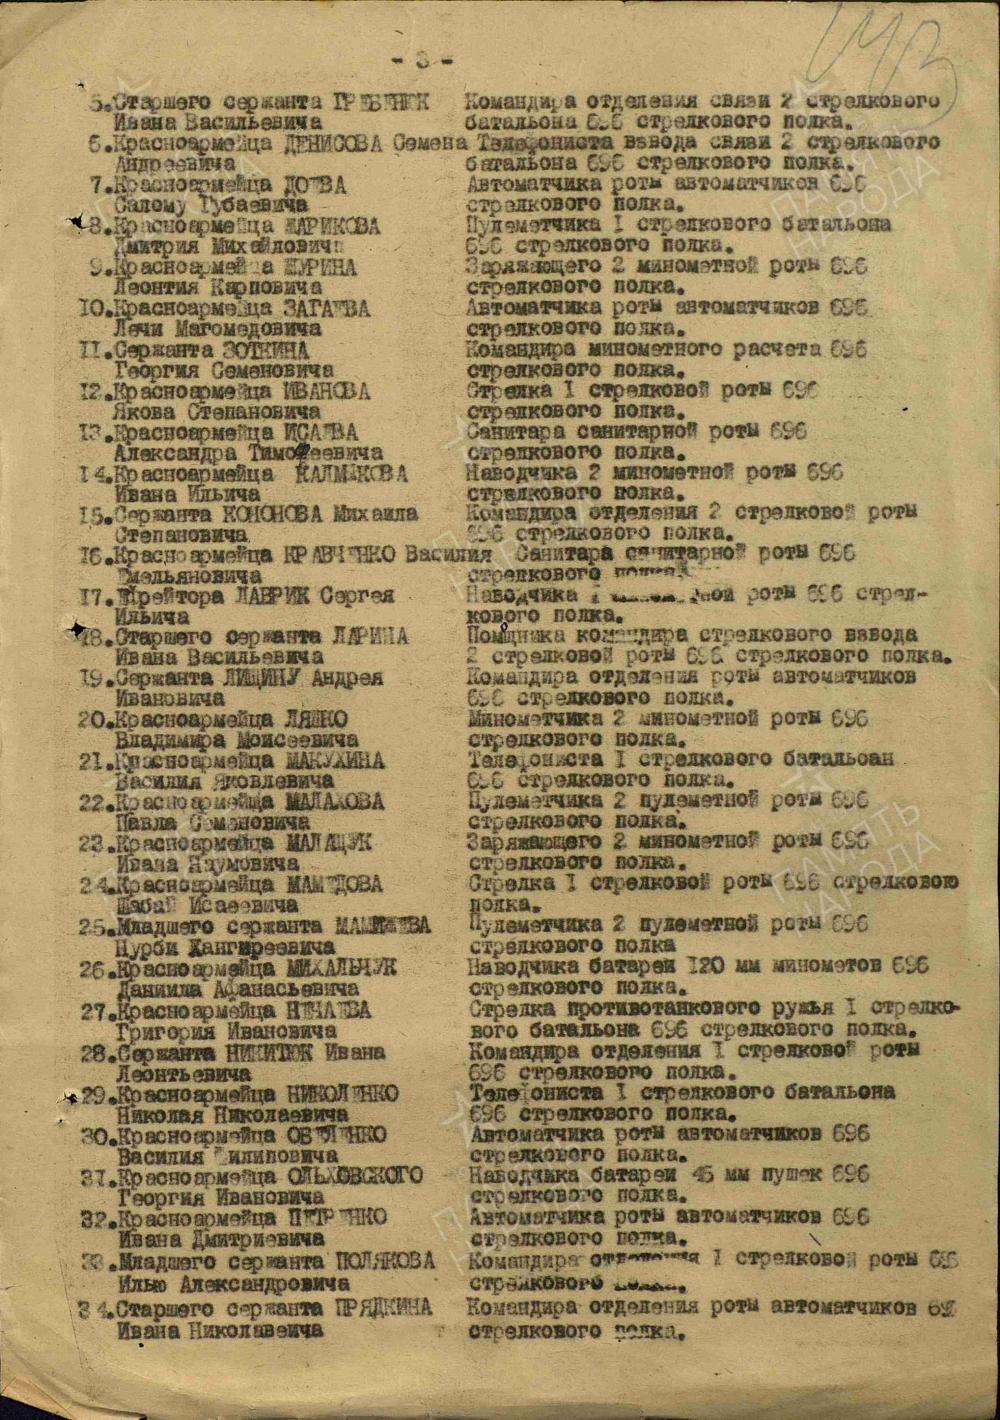 - 3 -
5.Старшего сержанта ГРЕБЕНЕК Командира отделения связи 2 стрелкового
Ивана Васильевича батальона 696 стрелкового полка.
6.Красноармейца ДЕНИСОВА Семена Телефониста взвода связи 2 стрелкового
Андреевича батальона 696 стрелкового полка.
7.Красноармейца ДОЕВА Автоматчика роты автоматчиков 696
Салому Губаевича стрелкового полка.
8.Красноармейца ЖАРИКОВА Пулеметчика I стрелкового батальона
Дмитрия Михайловича 696 стрелкового полка.
9.Красноармейца ЖУРИНА Заряжающего 2 минометной роты 696
Леонтия Карповича стрелкового полка.
10.Красноармейца ЗАГАЕВА Автоматчика роты автоматчиков 696
Лечи Магомедовича стрелкового полка.
11.Сержанта ЗОТКИНА Командира минометного расчета 696
Георгия Семеновича стрелкового полка.
12.Красноармейца ИВАНОВА Стрелка I стрелковой роты 696
Якова Степановича стрелкового полка.
13.Красноармейца ИСАЕВА Санитара санитарной роты 696
Александра Тимофеевича стрелкового полка.
14.Красноармейца КАЛМЫКОВА Наводчика 2 минометной роты 696
Ивана Ильича стрелкового полка.
15.Сержанта КОНОНОВА Михаила Командира отделения 2 стрелковой роты
Степановича 696 стрелкового полка.
16.Красноармейца КРАВЧЕНКО Василия Санитара санитарной роты 696
Емельяновича стрелкового полка.
17.Ефрейтора ЛАВРИК Сергея Наводчика I роты 696 стрел-
Ильича кового полка.
18.Старшего сержанта ЛАРИНА Помщника командира стрелкового взвода
Ивана Васильевича 2 стрелковой роты 696 стрелкового полка.
19.Сержанта ЛИЩИНУ Андрея Командира отделения роты автоматчиков
Ивановича 696 стрелкового полка.
20.Красноармейца ЛЯШКО Минометчика 2 минометной роты 696
Владимира Моисеевича стрелкового полка.
21.Красноармейца МАКУХИНА Телефониста I стрелкового батальоан
Василия Яковлевича 696 стрелкового полка.
22.Красноармейца МАЛАХОВА Пулеметчика 2 пулеметной роты 696
Павла Семеновича стрелкового полка.
23.Красноармейца МАЛАЩУК Заряжающего 2 минометной роты 696
Ивана Наумовича стрелкового полка.
24.Красноармейца МАМЕДОВА Стрелка I стрелковой роты 696 стрелковою
Шабай Исаевича полка.
25.Младшего сержанта МАМИЖЕВА Пулеметчика 2 пулеметной роты 696
Нурби Хангиреевича стрелкового полка
26.Красноармейца МИХАЛЬЧУК Наводчика батареи 120 мм минометов 696
Даниила Афанасьевича стрелкового полка.
27.Красноармейца НЕЧАЕВА Стрелка противотанкового ружья I стрелко-
Григория Ивановича вого батальона 696 стрелкового полка.
28.Сержанта НИКИТЮК Ивана Командира отделения I стрелковой роты
Леонтьевича 696 стрелкового полка.
29.Красноармейца НИКОЛЕНКО Телефониста I стрелкового батальона
Николая Николаевича 696 стрелкового полка.
30.Красноармейца ОВЕЛЕНКО Автоматчика роты автоматчиков 696
Василия Филиповича стрелкового полка.
31.Красноармейца ОЛЬХОВСКОГО Наводчика батареи 45 мм пушек 696
Георгия Ивановича стрелкового полка.
32.Красноармейца ПЕТРЕНКО Автоматчика роты автоматчиков 696
Ивана Дмитриевича стрелкового полка.
33.Младшего сержанта ПОЛЯКОВА Командира отделения I стрелковой роты 696
Илью Александровича стрелкового полка.
34.Старшего сержанта ПРЯДКИНА Командира отделения роты автоматчиков 696
Ивана Николавеича стрелкового полка.